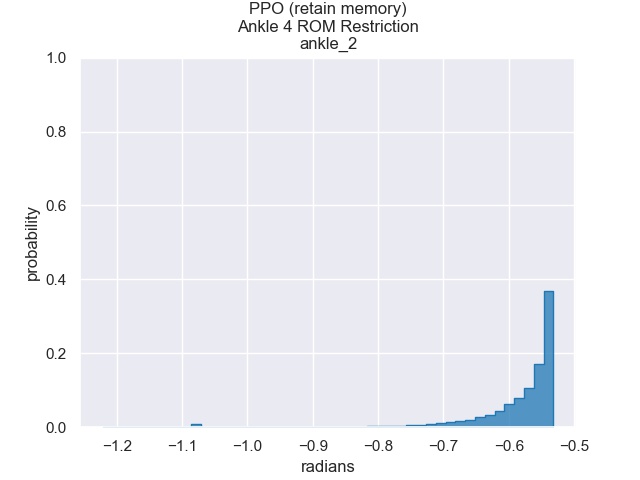 PPO (retain memory)
Ankle 4 ROM Restriction
ankle_2
1.0
0.8
0.6
0.4
0.2
0.0
probability
−1.2 −1.1 −1.0 −0.9 −0.8 −0.7 −0.6 −0.5
radians